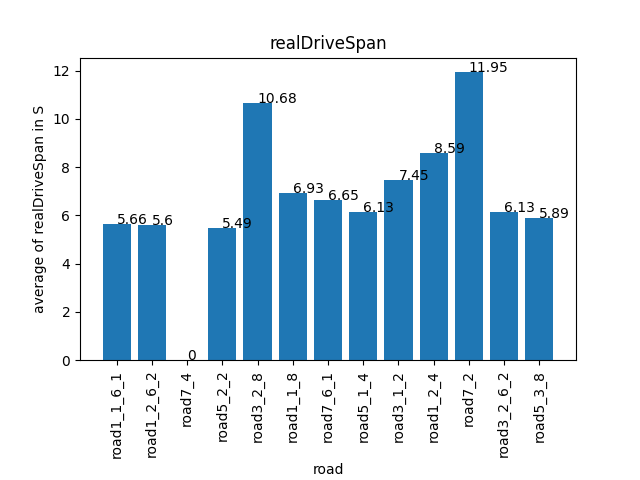 realDriveSpan
average of realDriveSpan in S
12
10
8
6
4
2
0
5.66
5.6
0
5.49
10.68
6.93
6.65
6.13
7.45
8.59
11.95
6.13
5.89
road1_1_6_1
road1_2_6_2
road7_4
road5_2_2
road3_2_8
road1_1_8
road7_6_1
road5_1_4
road3_1_2
road1_2_4
road7_2
road3_2_6_2
road5_3_8
road